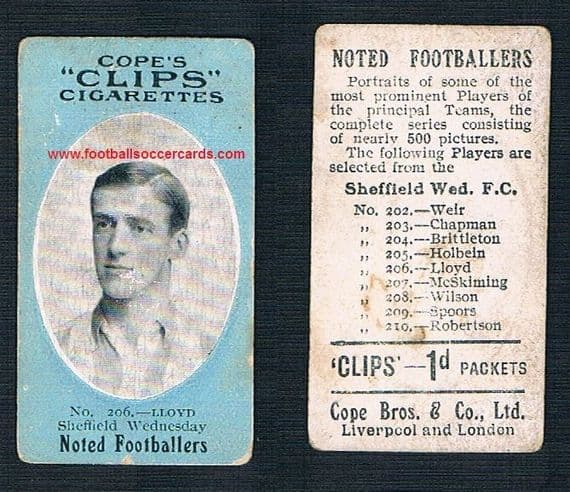 COPE'S
"CLIPS"
CIGARETTES
www.footballsoccercards.com
No. 206.—LLOYD
Sheffield Wednesday
Noted Footballers
NOTED FOOTBALLERS
Portraits of some of the
most prominent Players of
the principal Teams, the
complete series consisting
of nearly 500 pictures.
The following Players are
selected from the
Sheffield Wed. F.C.
No. 202.—Weir
„ 203.—Chapman
„ 204.—Brittleton
„ 205.—Holbein
„ 206.—Lloyd
„ 207.—McSkiming
„ 208.—Wilson
„ 209.—Spoors
„ 210.—Robertson
'CLIPS'—1d PACKETS
Cope Bros. & Co., Ltd.
Liverpool and London